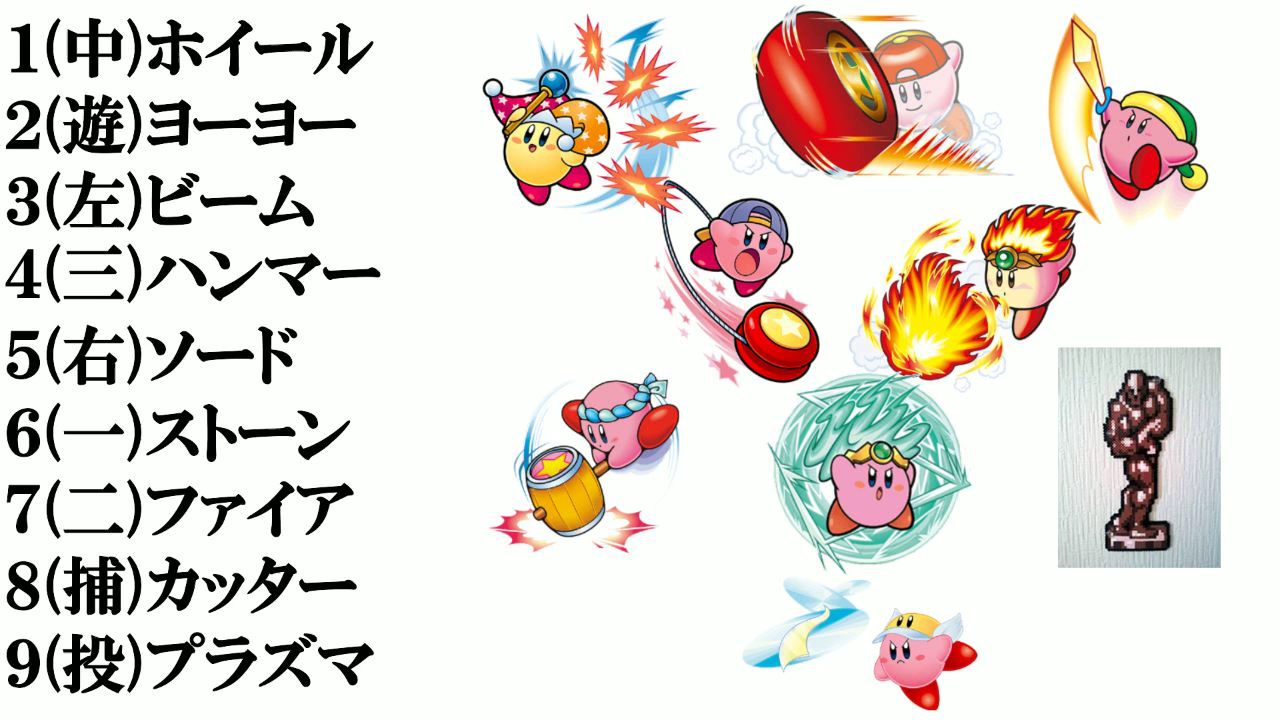 1(中)ホイール
2(遊)ヨーヨー
3(左)ビーム
4(三)ハンマー
5(右)ソード
6(一)ストーン
7(二)ファイア
8(捕)カッター
9(投)プラズマ